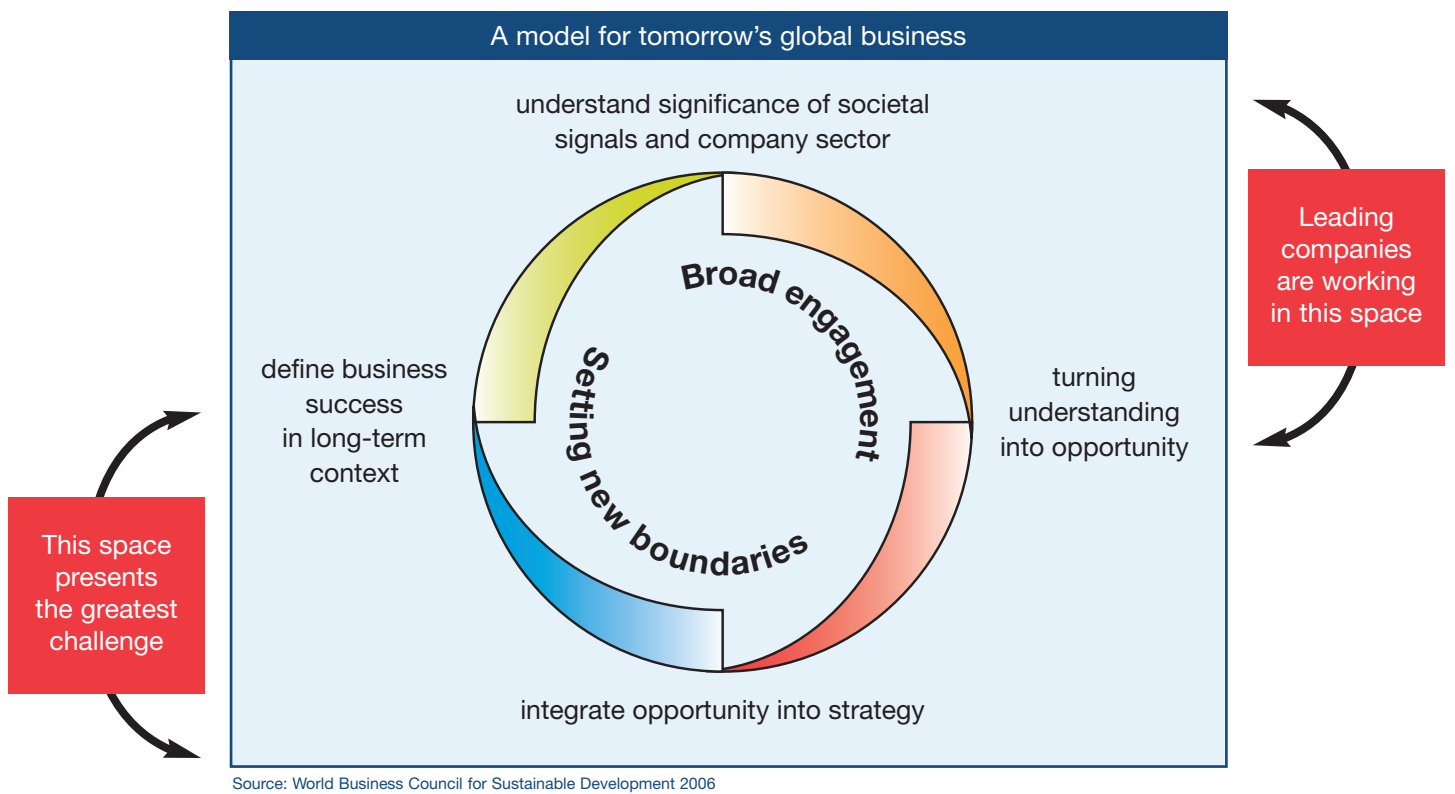 A model for tomorrow’s global business
understand significance of societal
signals and company sector
Leading
companies
are working
in this space
Broad engagement
turning
understanding
into opportunity
define business
success
in long-term
context
Setting new boundaries
This space
presents
the greatest
challenge
integrate opportunity into strategy
Source: World Business Council for Sustainable Development 2006